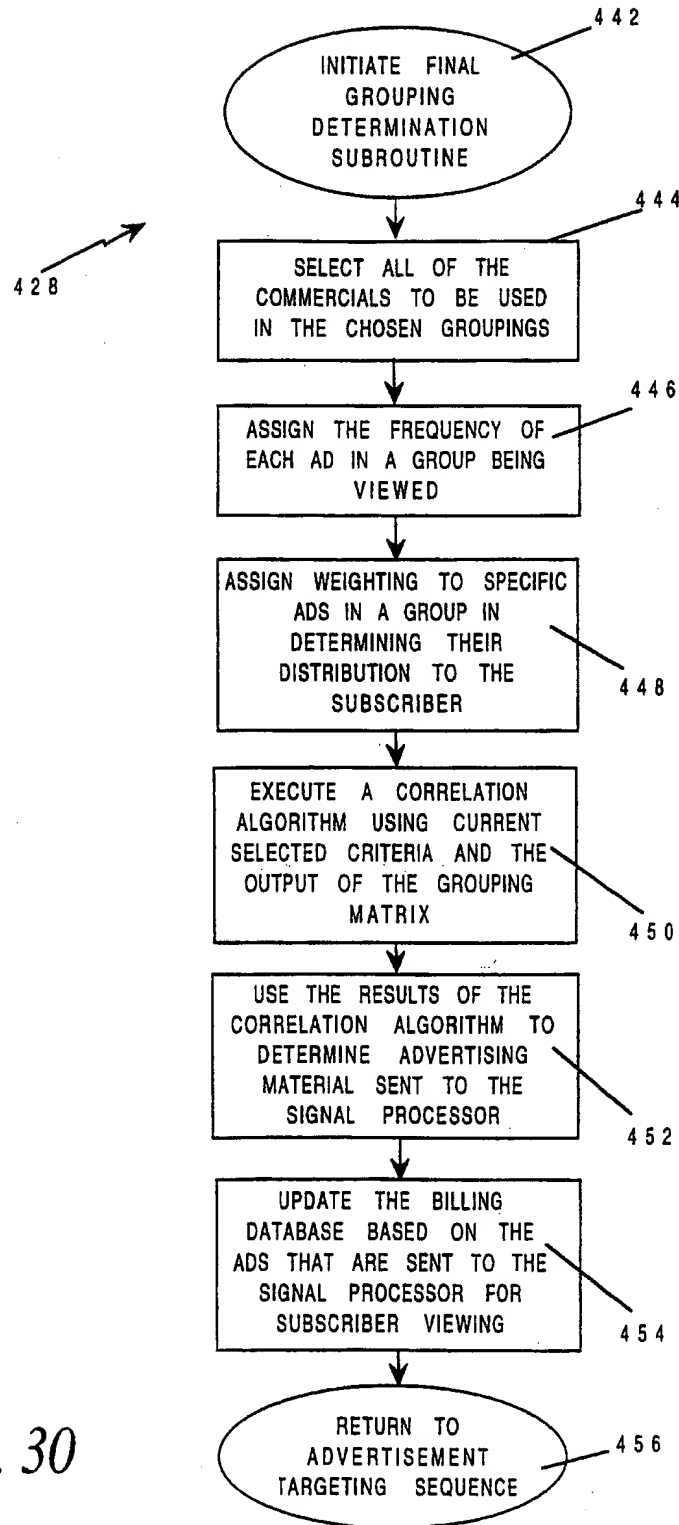 442
INITIATE FINAL
GROUPING
DETERMINATION
SUBROUTINE
444
428
SELECT ALL OF THE
COMMERCIALS TO BE USED
IN THE CHOSEN GROUPINGS
446
ASSIGN THE FREQUENCY OF
EACH AD IN A GROUP BEING
VIEWED
ASSIGN WEIGHTING TO SPECIFIC
ADS IN A GROUP IN
DETERMINING THEIR
DISTRIBUTION TO THE
SUBSCRIBER
448
EXECUTE A CORRELATION
ALGORITHM USING CURRENT
SELECTED CRITERIA AND THE
OUTPUT OF THE GROUPING
MATRIX
450
USE THE RESULTS OF THE
CORRELATION ALGORITHM TO
DETERMINE ADVERTISING
MATERIAL SENT TO THE
SIGNAL PROCESSOR
452
UPDATE THE BILLING
DATABASE BASED ON THE
ADS THAT ARE SENT TO THE
SIGNAL PROCESSOR FOR
SUBSCRIBER VIEWING
454
RETURN TO
ADVERTISEMENT
TARGETING SEQUENCE
456
. 30